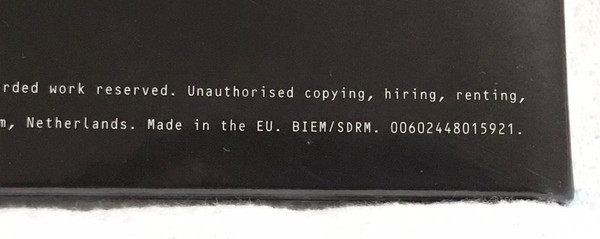 rded work reserved. Unauthorised copying, hiring, renting,
m, Netherlands. Made in the EU. BIEM/SDRM. 00602448015921.